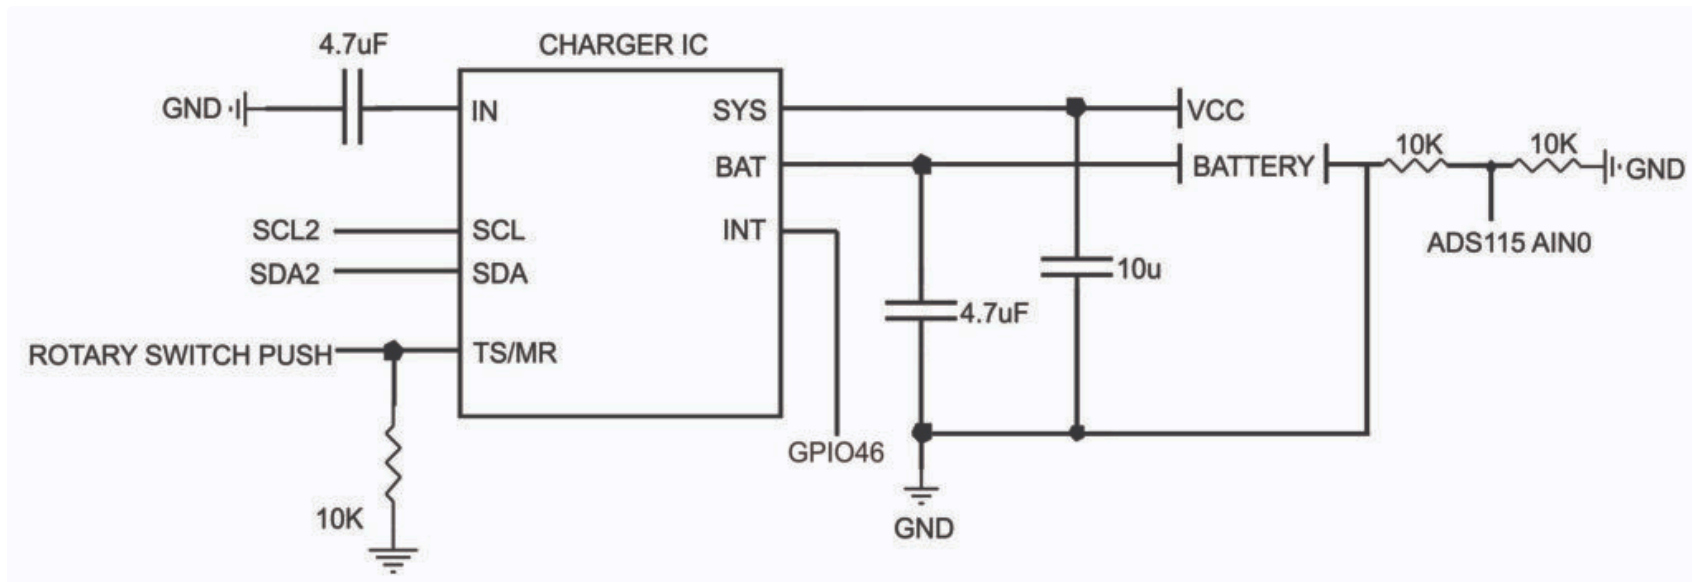 4.7uF
CHARGER IC
GND
IN
SYS
VCC
BAT
BATTERY
10K
10K
GND
SCL2
SCL
INT
ADS115 AIN0
SDA2
SDA
10u
4.7uF
ROTARY SWITCH PUSH
TS/MR
GPIO46
10K
GND